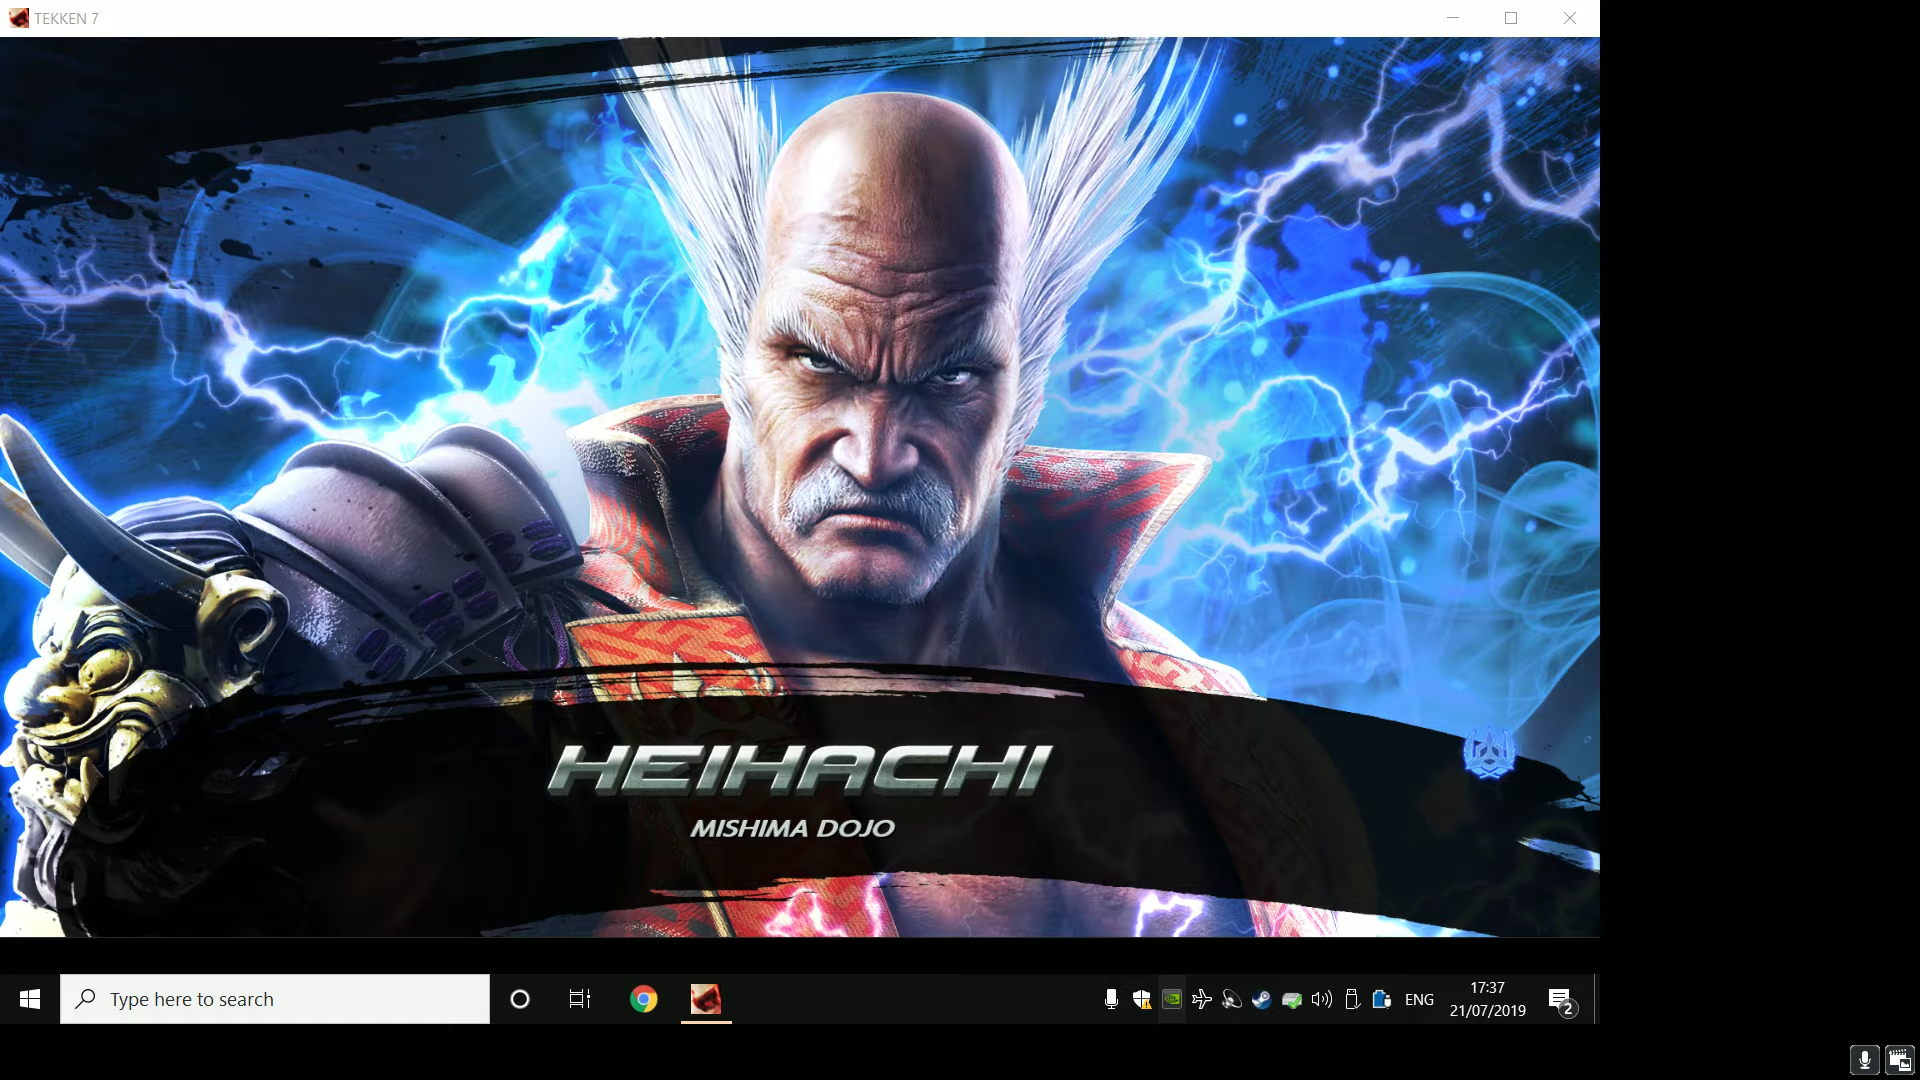 TEKKEN 7
HEIHACHI
MISHIMA DOJO
Type here to search
ENG
17:37
21/07/2019
2